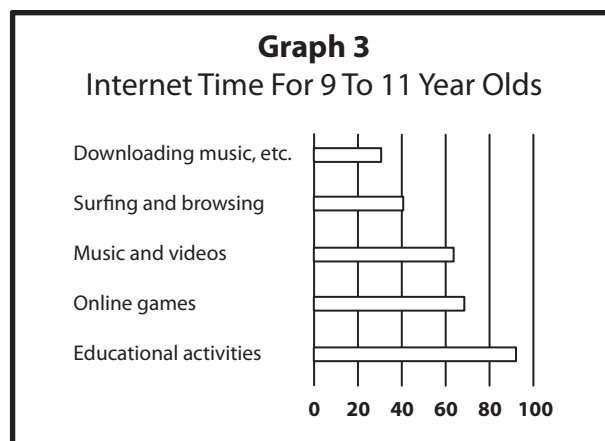 Graph 3
Internet Time For 9 To 11 Year Olds
Downloading music, etc.
Surfing and browsing
Music and videos
Online games
Educational activities
0 20 40 60 80 100